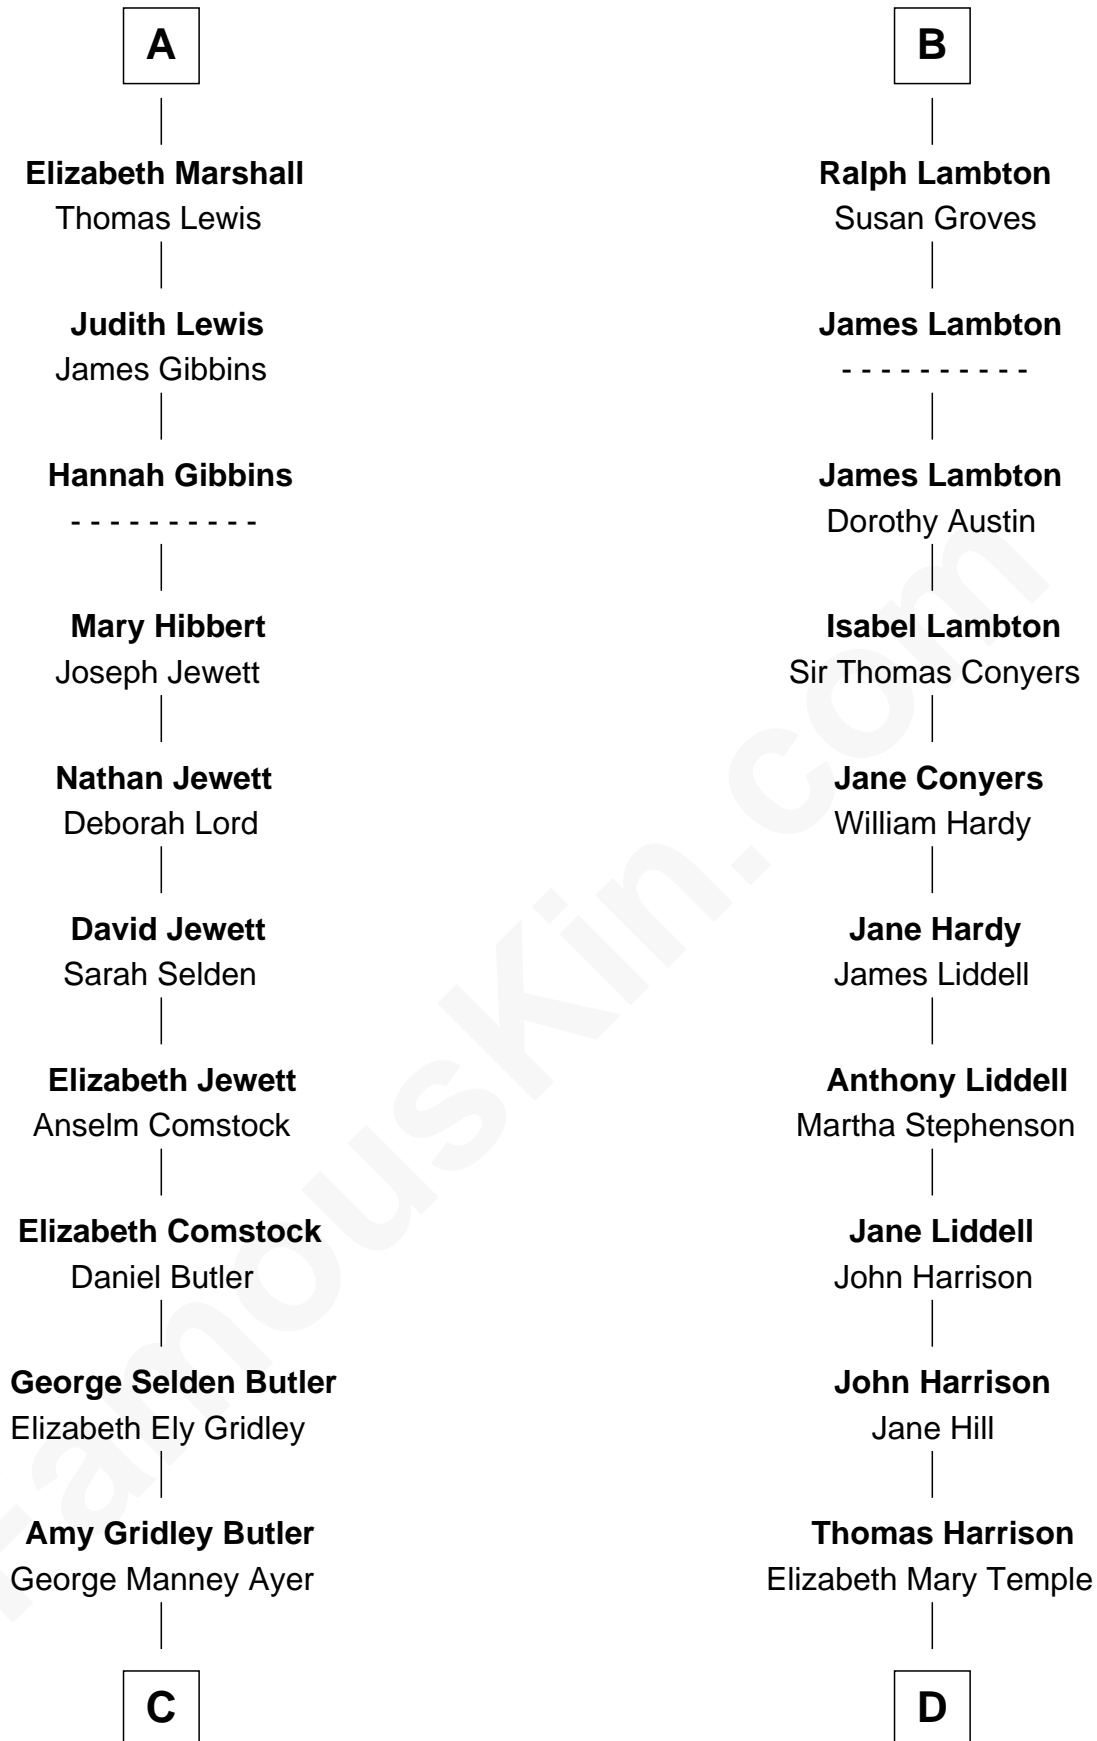 A
Elizabeth Marshall
Thomas Lewis
Judith Lewis
James Gibbins
Hannah Gibbins
- - - - - - - - - -
Mary Hibbert
Joseph Jewett
Nathan Jewett
Deborah Lord
David Jewett
Sarah Selden
Elizabeth Jewett
Anselm Comstock
Elizabeth Comstock
Daniel Butler
George Selden Butler
Elizabeth Ely Gridley
Amy Gridley Butler
George Manney Ayer
C
B
Ralph Lambton
Susan Groves
James Lambton
- - - - - - - - - -
James Lambton
Dorothy Austin
Isabel Lambton
Sir Thomas Conyers
Jane Conyers
William Hardy
Jane Hardy
James Liddell
Anthony Liddell
Martha Stephenson
Jane Liddell
John Harrison
John Harrison
Jane Hill
Thomas Harrison
Elizabeth Mary Temple
D
FamousKin.com